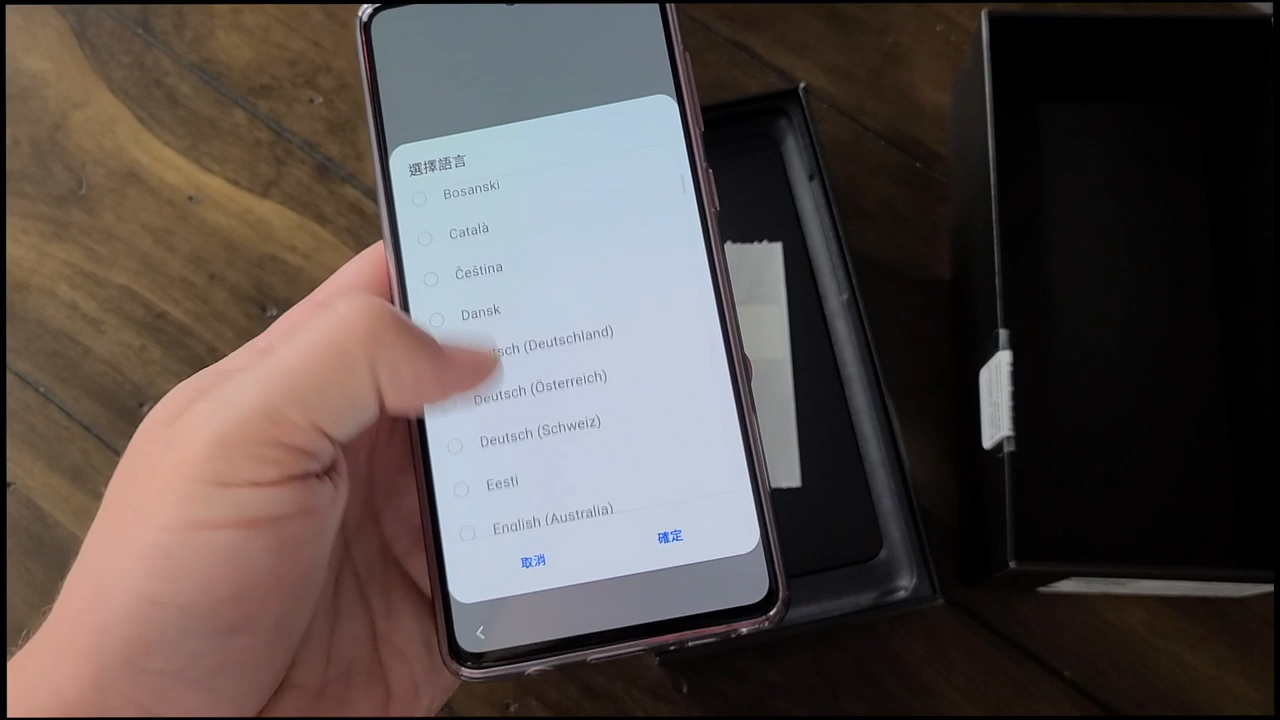 選擇語言
Bosanski
Català
Čeština
Dansk
(Deutschland)
Deutsch (Österreich)
Deutsch (Schweiz)
Eesti
English (Australia)
取消
確定